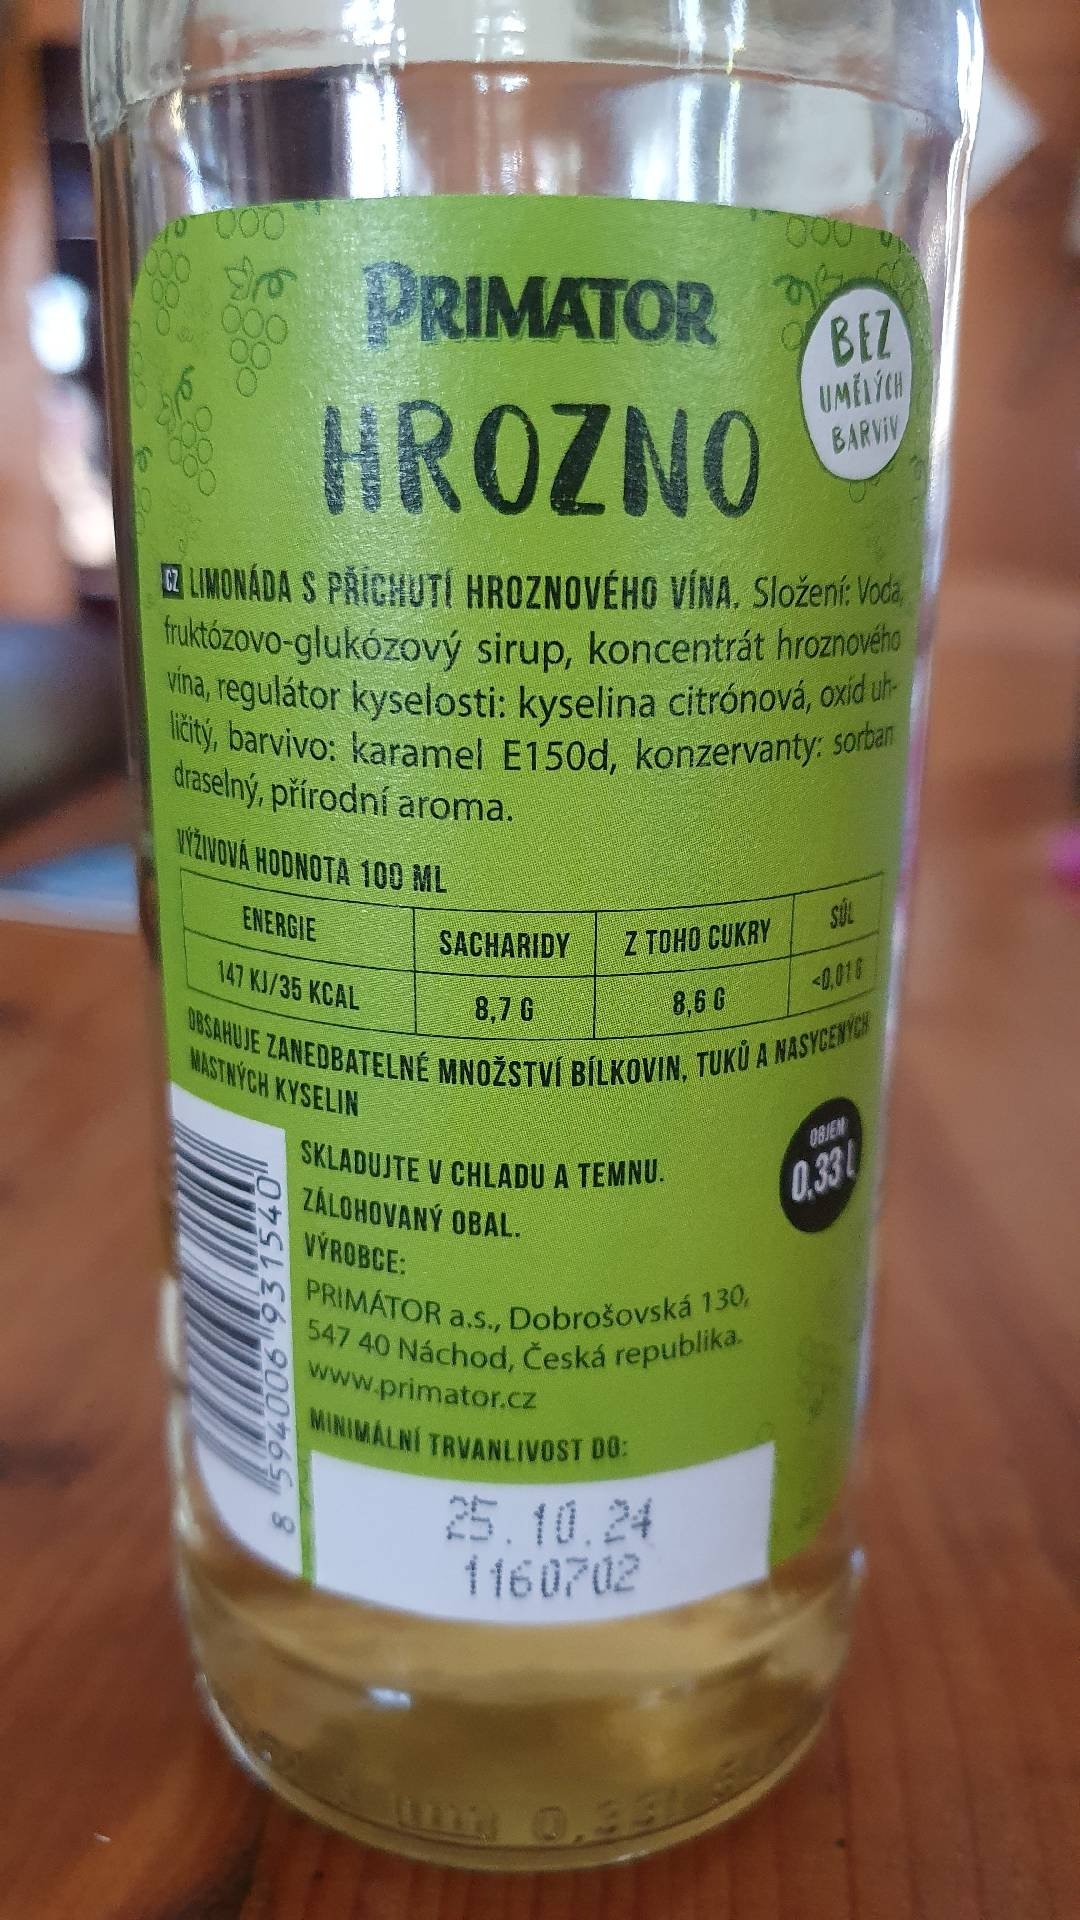 PRIMATOR
HROZNO
BEZ
UMĚLÝCH
BARVIV
CZ LIMONÁDA S PŘÍCHUTÍ HROZNOVÉHO VÍNA. Složení: Voda,
fruktózovo-glukózový sirup, koncentrát hroznového
vína, regulátor kyselosti: kyselina citrónová, oxid uh-
ličitý, barvivo: karamel E150d, konzervanty: sorban
draselný, přírodní aroma.
VÝŽIVOVÁ HODNOTA 100 ML
ENERGIE SACHARIDY Z TOHO CUKRY SŮL
147 KJ/35 KCAL 8,7 G 8,6 G <0,01 G
OBSAHUJE ZANEDBATELNÉ MNOŽSTVÍ BÍLKOVIN, TUKŮ A NASYCENÝCH
MASTNÝCH KYSELIN
SKLADUJTE V CHLADU A TEMNU.
ZÁLOHOVANÝ OBAL.
VÝROBCE:
PRIMÁTOR a.s., Dobrošovská 130,
547 40 Náchod, Česká republika.
www.primator.cz
MINIMÁLNÍ TRVANLIVOST DO:
25.10.24
1160702
OBJEM
0,33 L
8 594006 931540
0,33